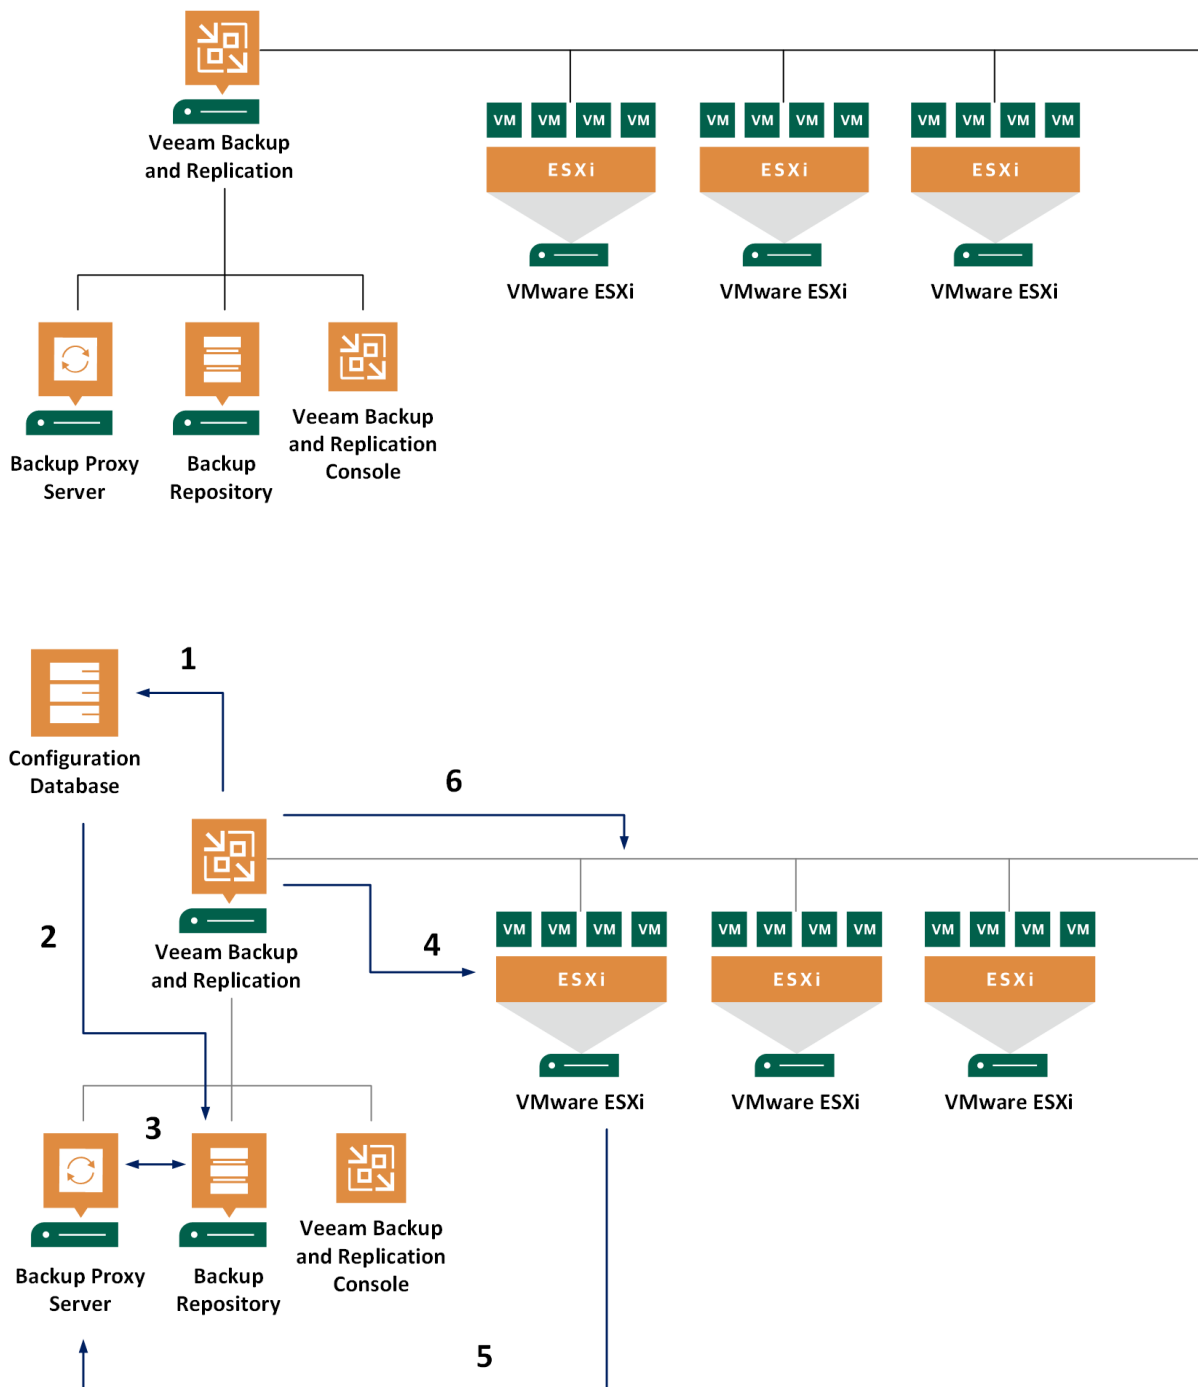 VM VM VM VM VM VM VM VM VM VM VM VM
Veeam Backup
and Replication
ESXi ESXi ESXi
VMware ESXi VMware ESXi VMware ESXi
Veeam Backup
and Replication
Console
Backup Proxy
Server
Backup
Repository
1
Configuration
Database
6
VM VM VM VM VM VM VM VM VM VM VM VM
2
4
Veeam Backup
and Replication
ESXi ESXi ESXi
VMware ESXi VMware ESXi VMware ESXi
3
Veeam Backup
and Replication
Console
Backup Proxy
Server
Backup
Repository
5